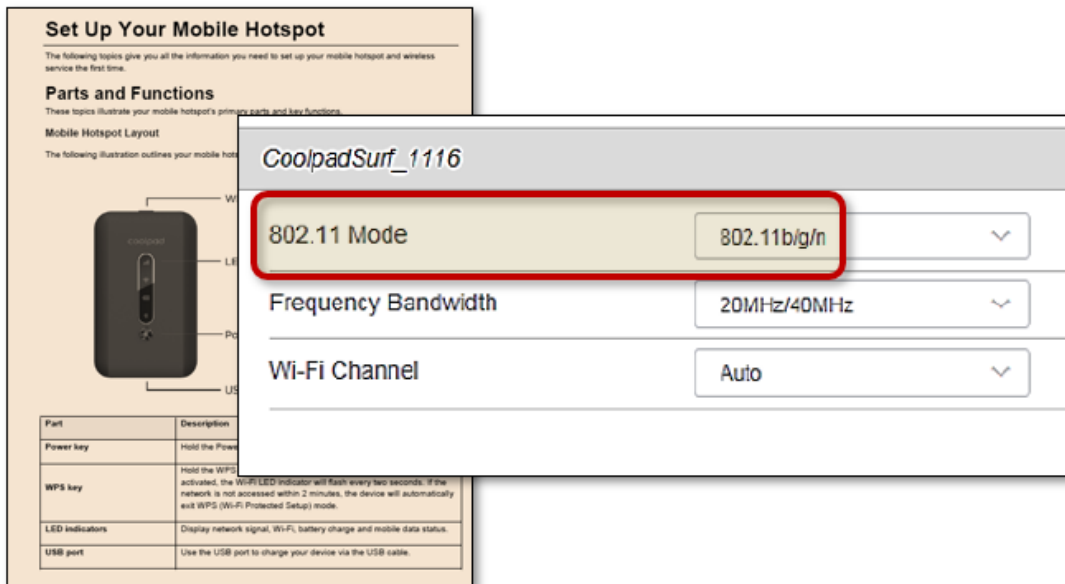 Set Up Your Mobile Hotspot
The following topics give you all the information you need to set up your mobile hotspot and wireless
service the first time.
Parts and Functions
These topics illustrate your mobile hotspot's primary parts and key functions.
Mobile Hotspot Layout
The following illustration outlines your mobile
coolpad
CoolpadSurf_1116
802.11 Mode
802.11b/g/n
Frequency Bandwidth
20MHz/40MHz
Wi-Fi Channel
Auto
Part
Description
Power key
Hold the
WPS key
Hold the WPS
activated, the Wi-Fi LED indicator will flash every two seconds. If the
network is not accessed within 2 minutes, the device will automatically
exit WPS (Wi-Fi Protected Setup) mode.
LED indicators
Display network signal, Wi-Fi, battery charge and mobile data status.
USB port
Use the USB port to charge your device via the USB cable.